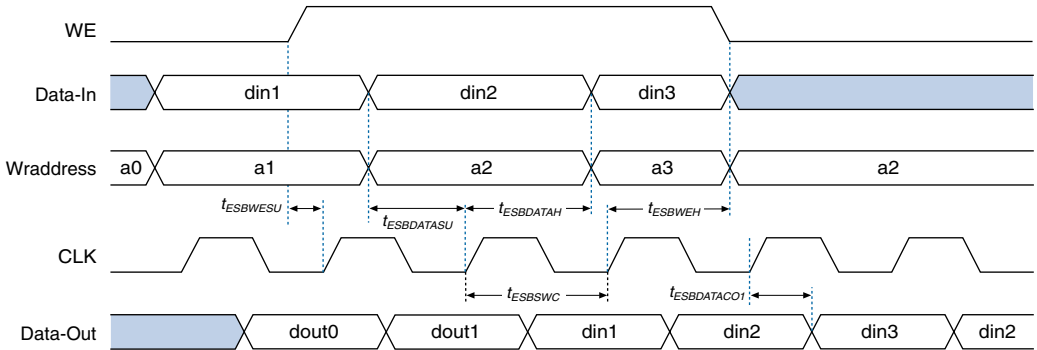 WE
Data-In din1 din2 din3
Wraddress a0 a1 a2 a3 a2
tESBWESU tESBDATASU tESBDATAH tESBWEH
CLK
tESBSWC tESBDATACO1
Data-Out dout0 dout1 din1 din2 din3 din2